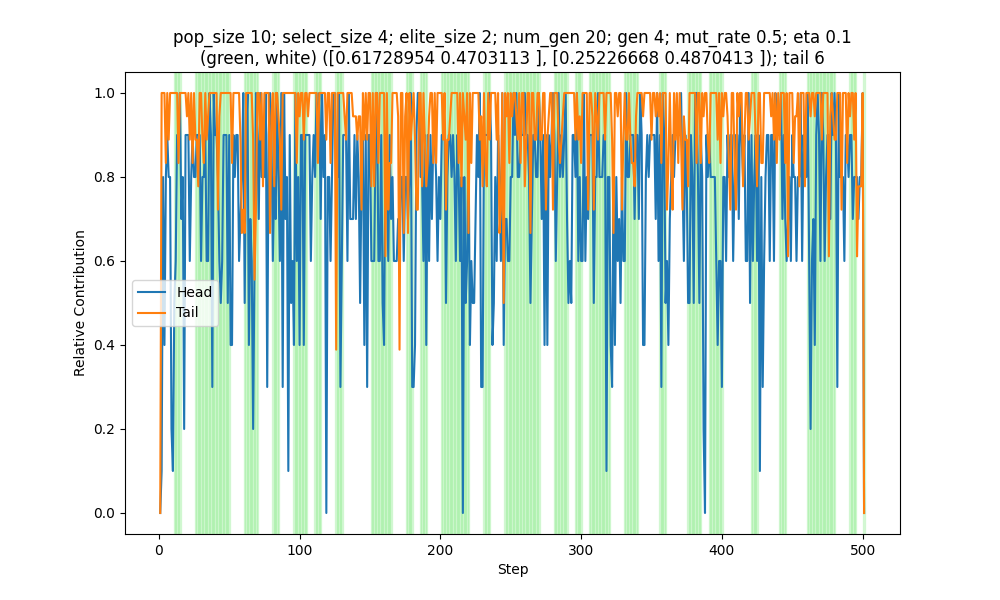 pop_size 10; select_size 4; elite_size 2; num_gen 20; gen 4; mut_rate 0.5; eta 0.1
(green, white) ([0.61728954 0.4703113 ], [0.25226668 0.4870413 ]); tail 6
1.0
0.8
0.6
0.4
0.2
0.0
Relative Contribution
Head
Tail
0
100
200
300
400
500
Step